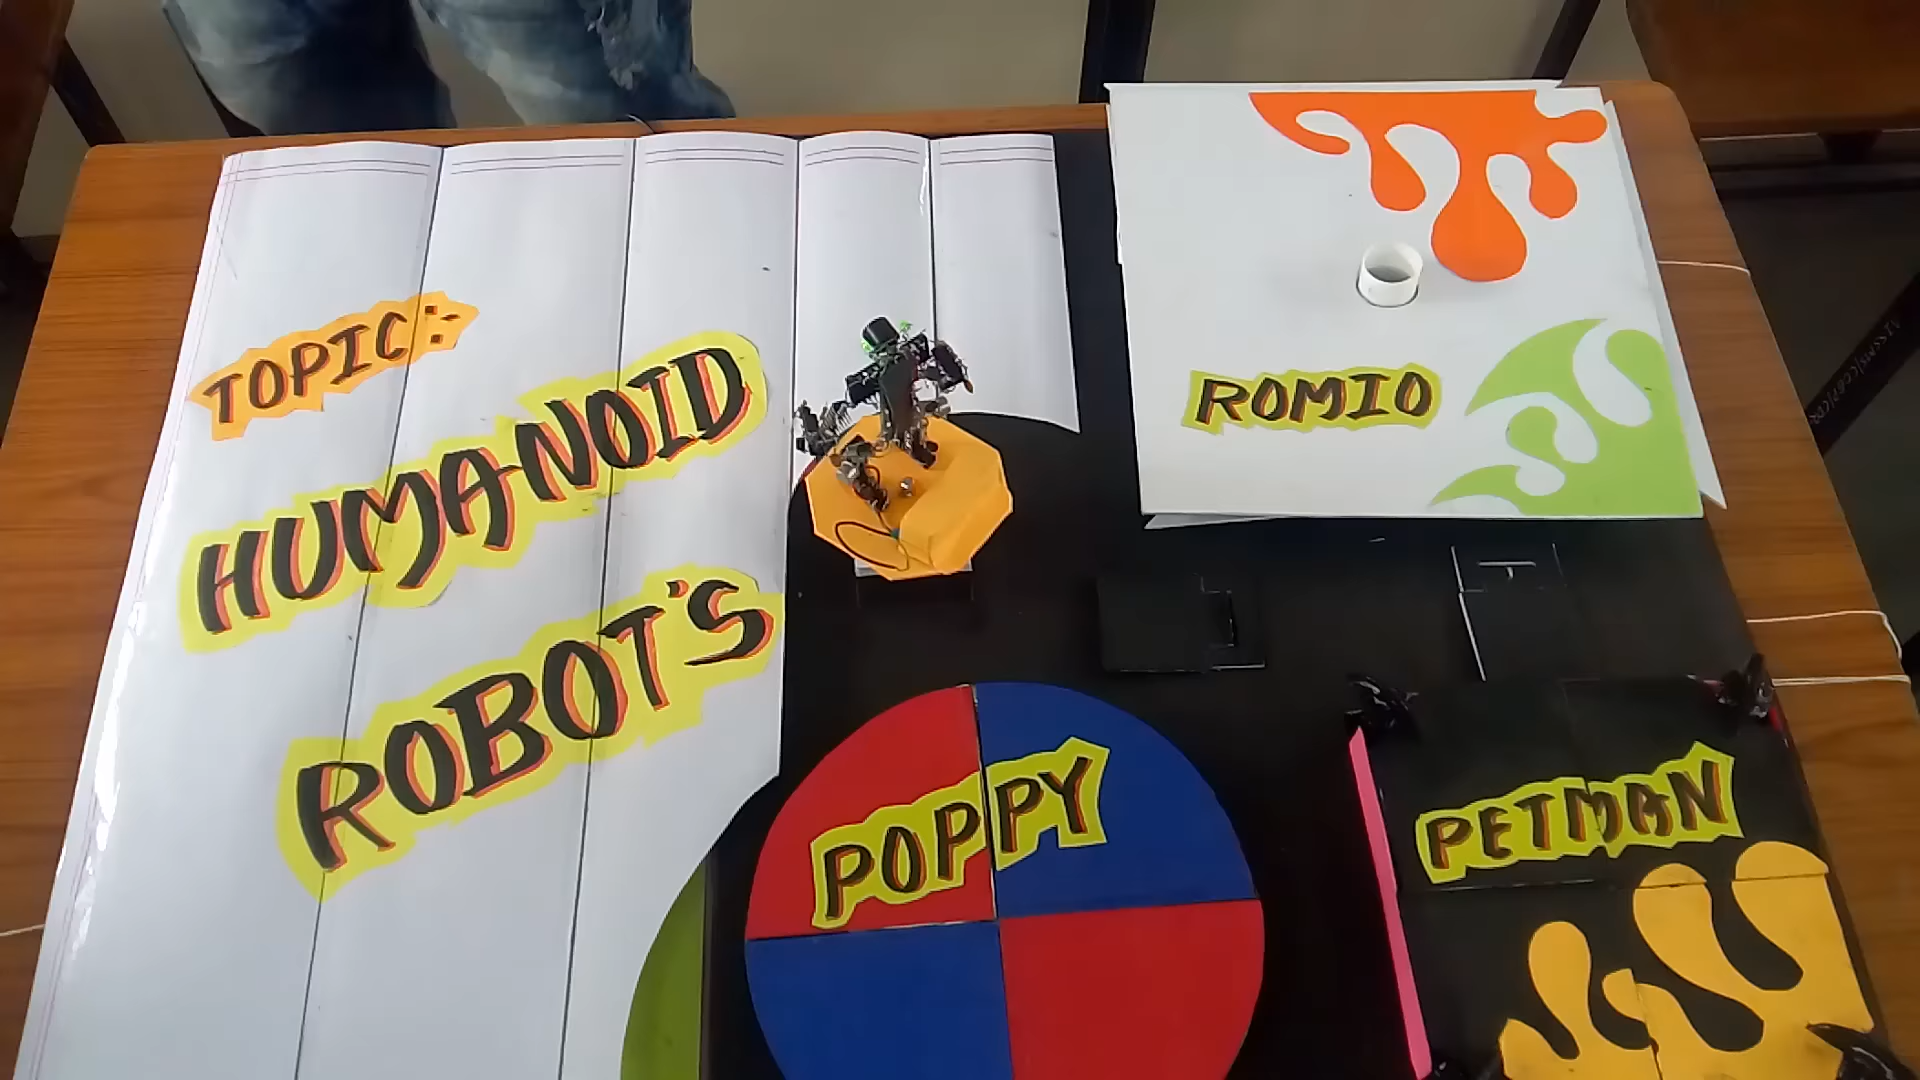 TOPIC:-
HUMANOID
ROBOT'S
ROMIO
POPPY
PETMAN